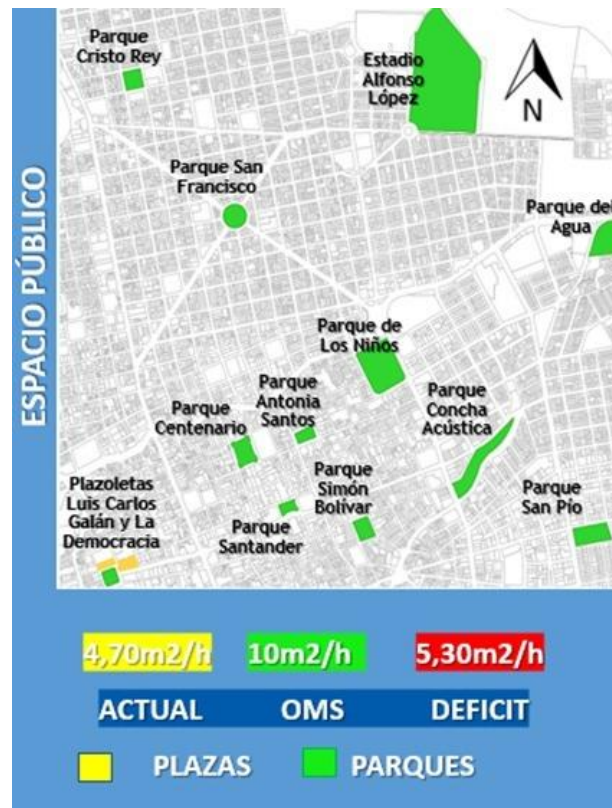 Parque
Cristo Rey
Estadio
Alfonso
López
N
Parque San
Francisco
Parque del
Agua
ESPACIO PÚBLICO
Parque de
Los Niños
Parque
Antonia
Santos
Parque
Centenario
Parque
Concha
Acústica
Plazoletas
Luis Carlos
Galán y La
Democracia
Parque
Simón
Bolívar
Parque
Santander
Parque
San Pío
4,70m2/h 10m2/h 5,30m2/h
ACTUAL OMS DEFICIT
PLAZAS PARQUES